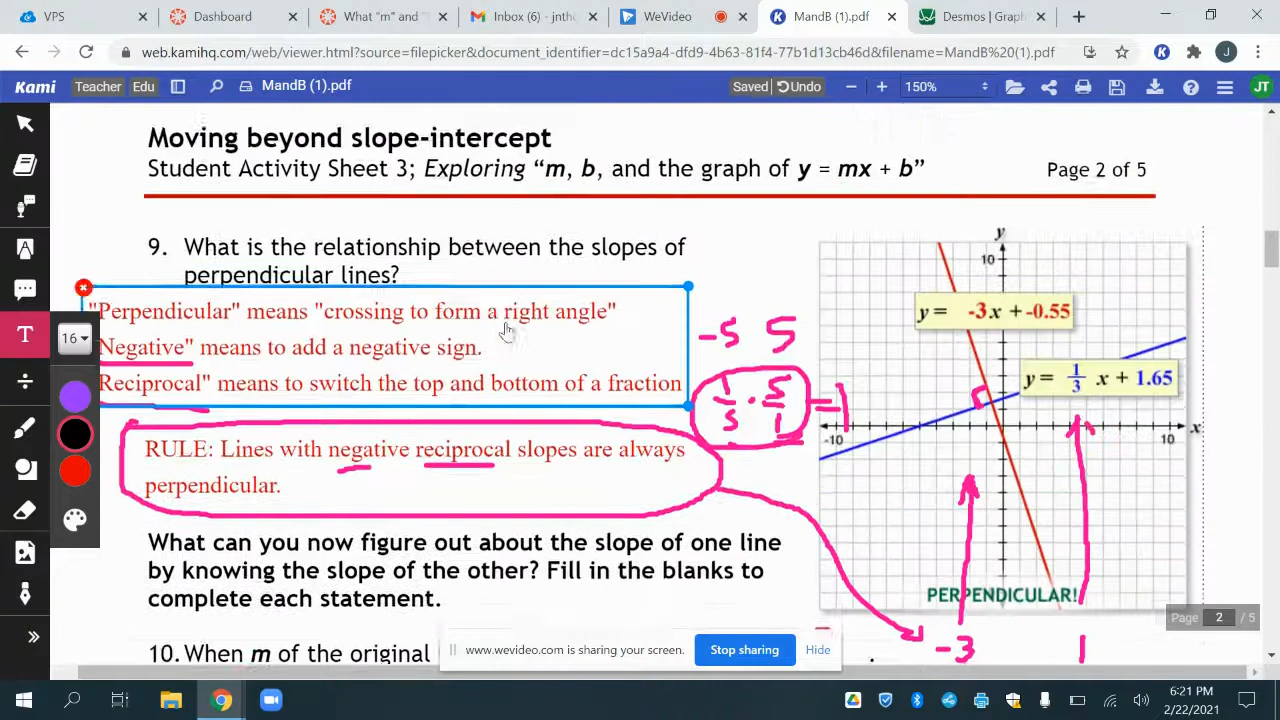 VPS
Dashboard
What "m" and "
Inbox (6) - jnth
WeVideo
MandB (1).pdf
Desmos | Graph
web.kamihq.com/web/viewer.html?source=filepicker&document_identifier=dc15a9a4-dfd9-4b63-81f4-77b1d13cb46d&filename=MandB%20(1).pdf
K
J
Kami Teacher Edu MandB (1).pdf Saved Undo 150% JT
Moving beyond slope-intercept
Student Activity Sheet 3; Exploring “m, b, and the graph of y = mx + b” Page 2 of 5
9. What is the relationship between the slopes of
perpendicular lines?
"Perpendicular" means "crossing to form a right angle"
Negative" means to add a negative sign.
Reciprocal" means to switch the top and bottom of a fraction
T
16
-5 5
1/5 · 5/1 = 1
RULE: Lines with negative reciprocal slopes are always
perpendicular.
y
10
y = -3x + -0.55
y = 1/3 x + 1.65
-10 10 x
-10
PERPENDICULAR!
-3 1
What can you now figure out about the slope of one line
by knowing the slope of the other? Fill in the blanks to
complete each statement.
10. When m of the original .
Page 2 / 5
www.wevideo.com is sharing your screen. Stop sharing Hide
6:21 PM
2/22/2021